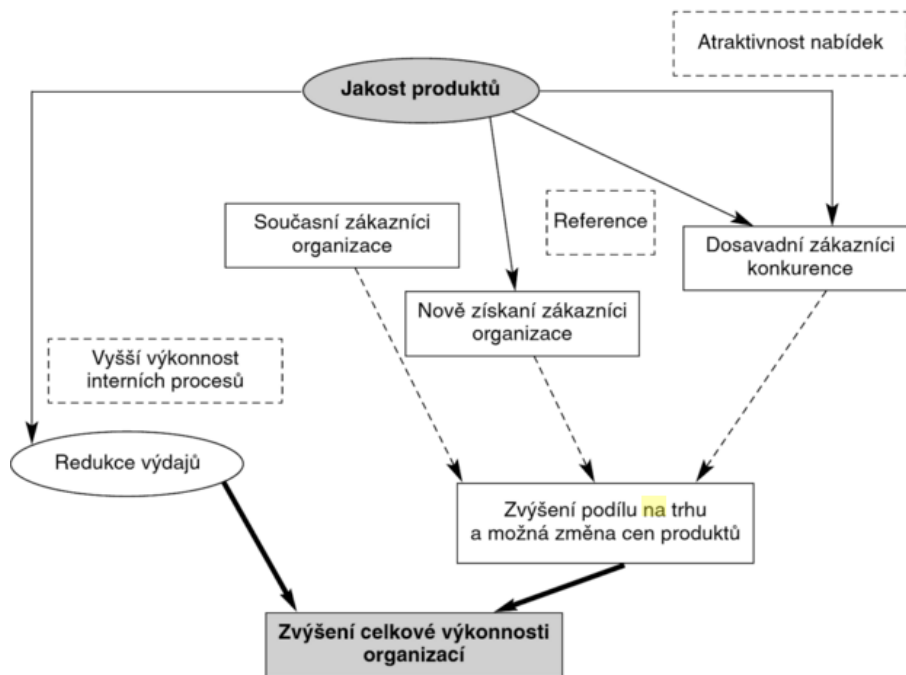 Atraktivnost nabídek
Jakost produktů
Současní zákazníci
organizace
Reference
Dosavadní zákazníci
konkurence
Nově získaní zákazníci
organizace
Vyšší výkonnost
interních procesů
Redukce výdajů
Zvýšení podílu na trhu
a možná změna cen produktů
Zvýšení celkové výkonnosti
organizací